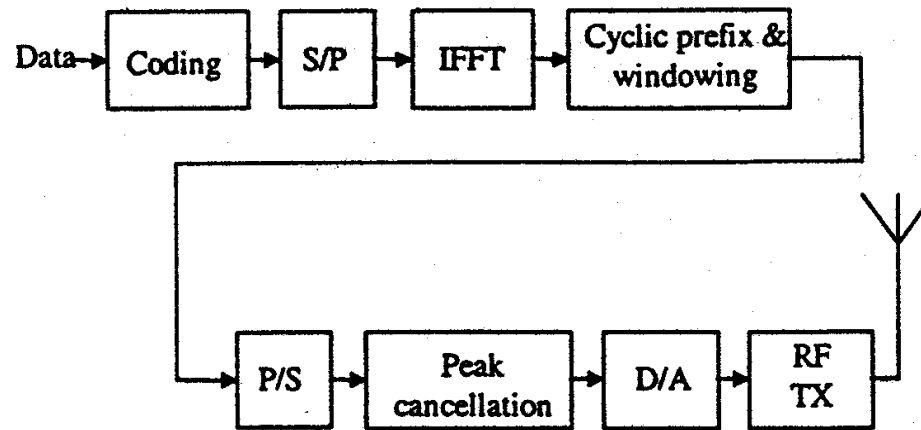 Data
Coding
S/P
IFFT
Cyclic prefix &
windowing
P/S
Peak
cancellation
D/A
RF
TX